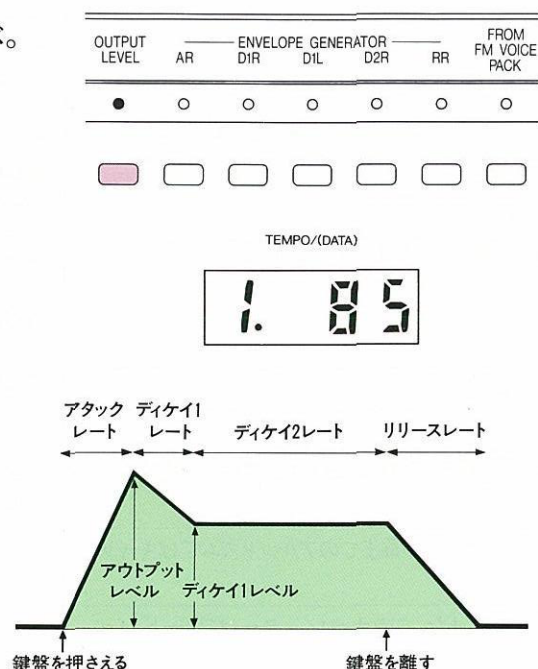 。
OUTPUT LEVEL
ENVELOPE GENERATOR
AR D1R D1L D2R RR
FROM FM VOICE PACK
TEMPO/(DATA)
1. 85
アタックレート
ディケイ1レート
ディケイ2レート
リリースレート
アウトプットレベル
ディケイ1レベル
鍵盤を押さえる
鍵盤を離す